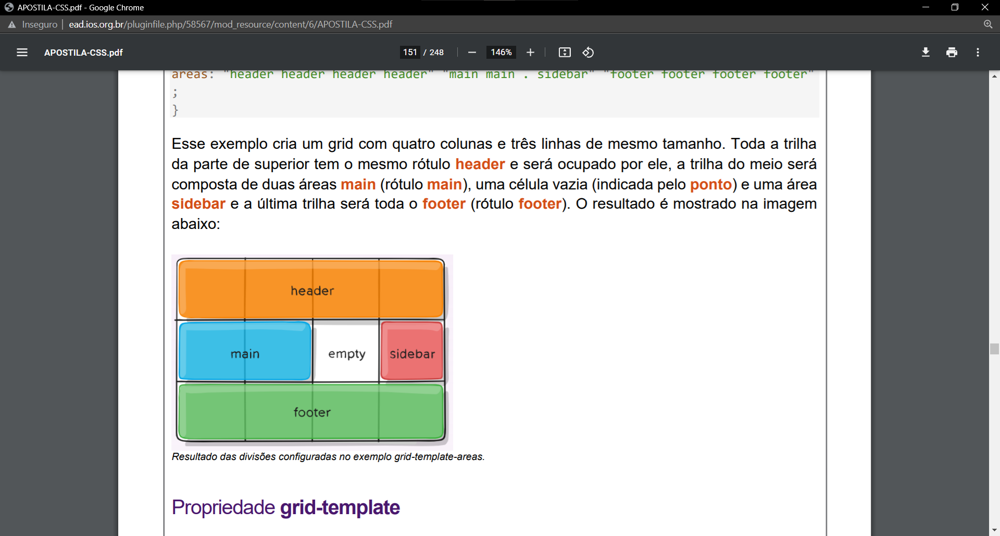 APOSTILA-CSS.pdf - Google Chrome
Inseguro | ead.ios.org.br/pluginfile.php/58567/mod_resource/content/6/APOSTILA-CSS.pdf
APOSTILA-CSS.pdf 151 / 248 146%
areas: "header header header header" "main main . sidebar" "footer footer footer footer"
;
}
Esse exemplo cria um grid com quatro colunas e três linhas de mesmo tamanho. Toda a trilha
da parte de superior tem o mesmo rótulo header e será ocupado por ele, a trilha do meio será
composta de duas áreas main (rótulo main), uma célula vazia (indicada pelo ponto) e uma área
sidebar e a última trilha será toda o footer (rótulo footer). O resultado é mostrado na imagem
abaixo:
header
main empty sidebar
footer
Resultado das divisões configuradas no exemplo grid-template-areas.
Propriedade grid-template